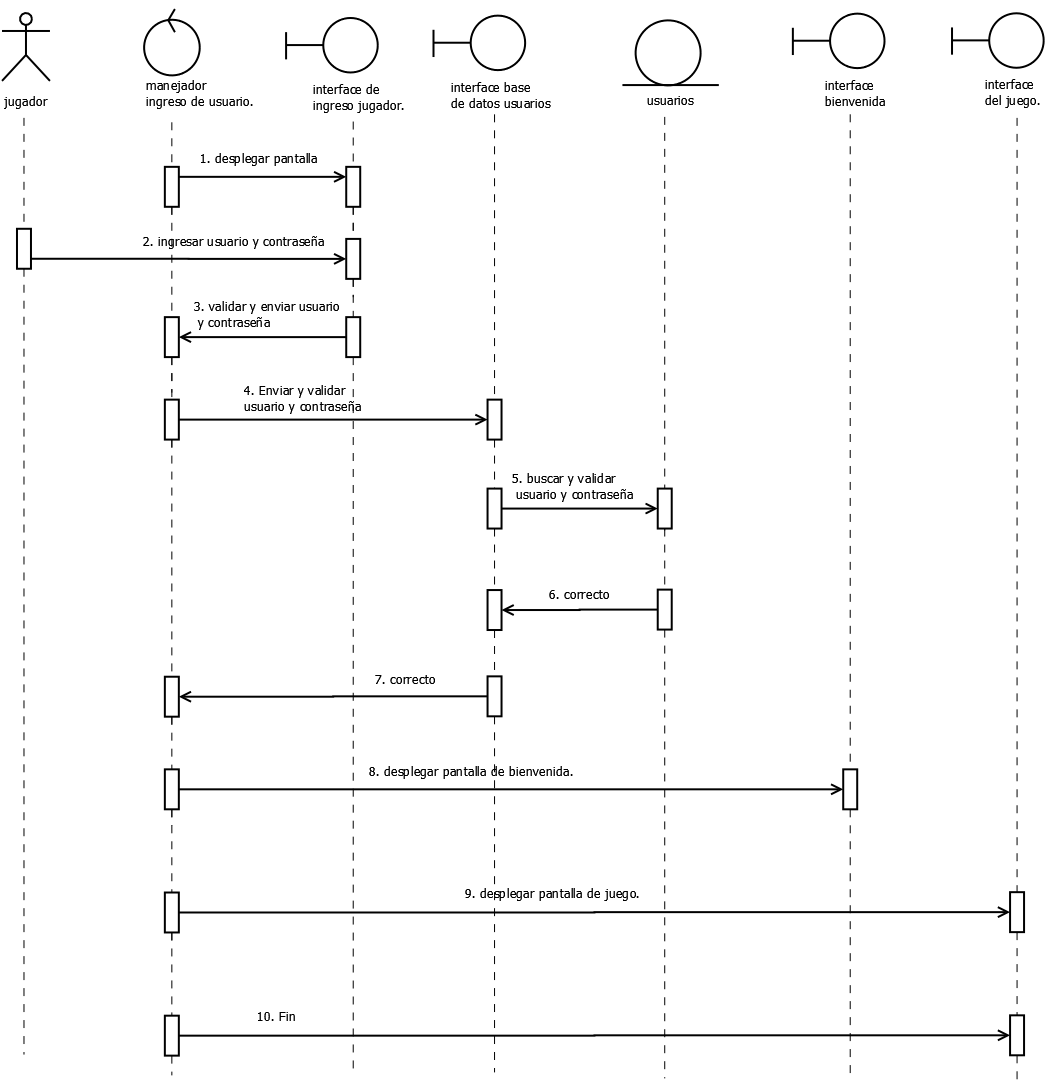 jugador
manejador
ingreso de usuario.
interface de
ingreso jugador.
interface base
de datos usuarios
usuarios
interface
bienvenida
interface
del juego.
1. desplegar pantalla
2. ingresar usuario y contraseña
3. validar y enviar usuario
y contraseña
4. Enviar y validar
usuario y contraseña
5. buscar y validar
usuario y contraseña
6. correcto
7. correcto
8. desplegar pantalla de bienvenida.
9. desplegar pantalla de juego.
10. Fin